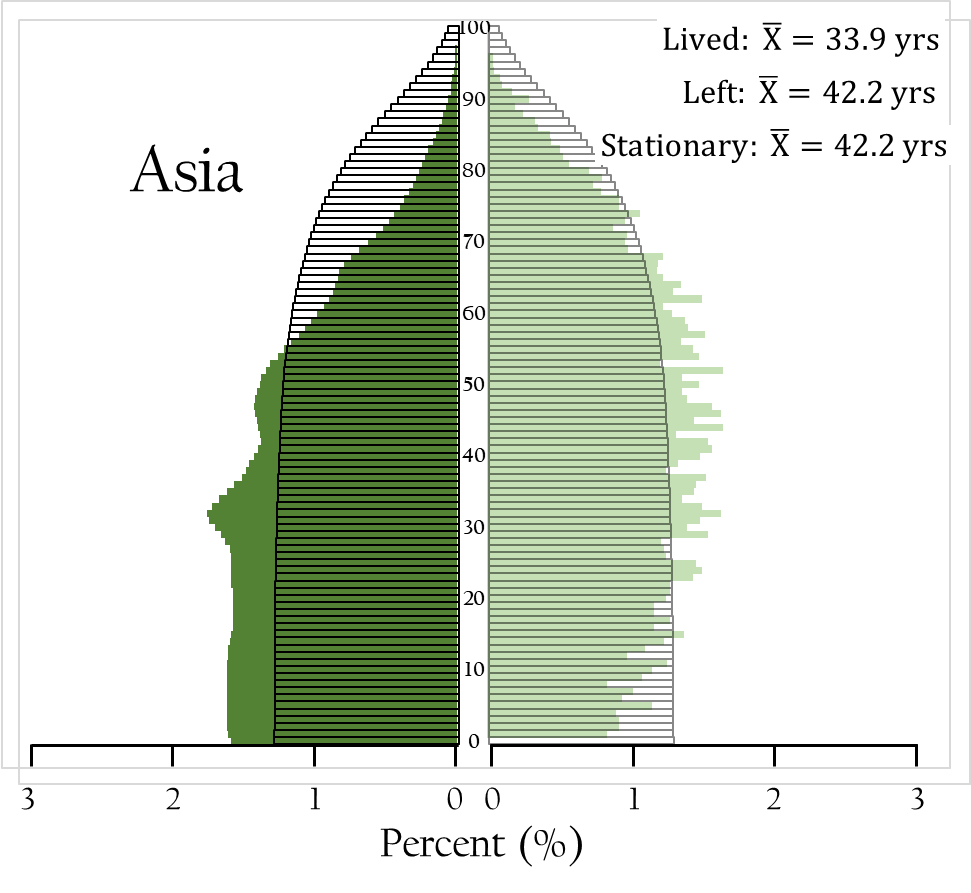 Lived: X̅ = 33.9 yrs
Left: X̅ = 42.2 yrs
Stationary: X̅ = 42.2 yrs
Asia
100
90
80
70
60
50
40
30
20
10
0
3 2 1 0 0 1 2 3
Percent (%)